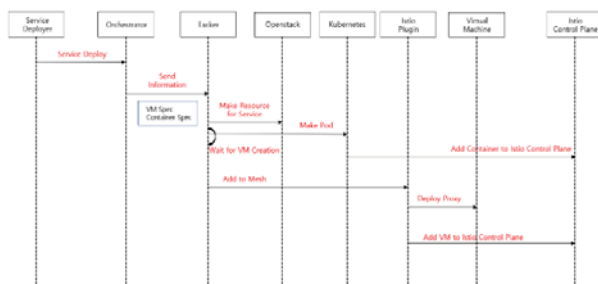 Service
Deployer
Orchestrator
Tacker
Openstack
Kubernetes
Istio
Plugin
Virtual
Machine
Istio
Control Plane
Service Deploy
Send
Information
VM Spec
Container Spec
Make Resource
for Service
Make Pod
Wait for VM Creation
Add Container to Istio Control Plane
Add to Mesh
Deploy Proxy
Add VM to Istio Control Plane